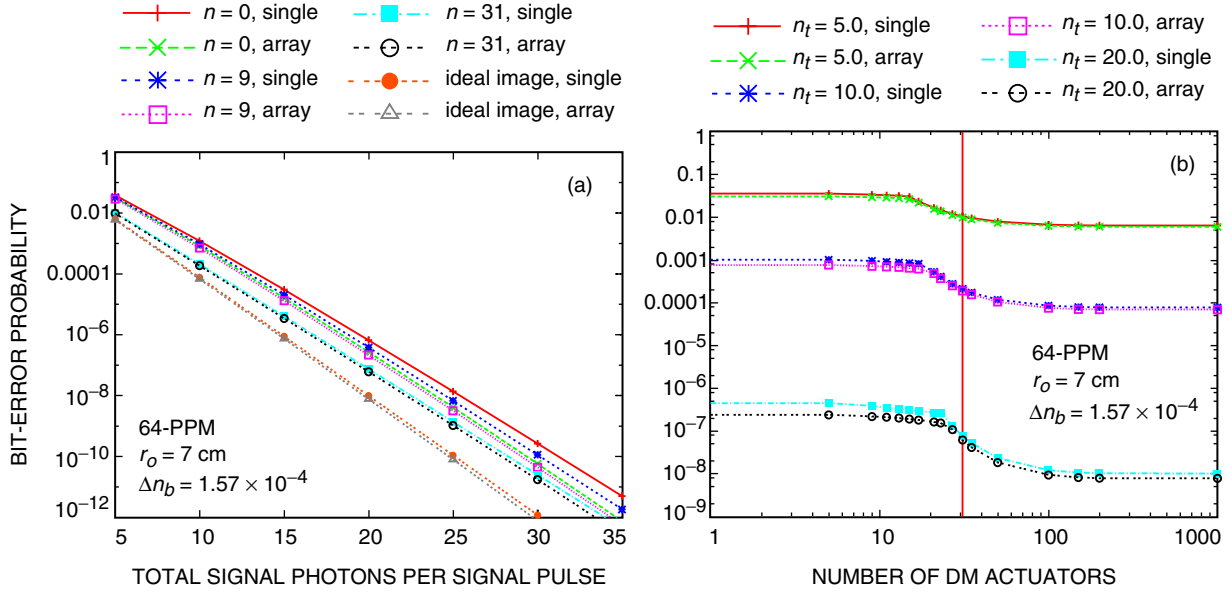 n = 0, single
n = 0, array
n = 9, single
n = 9, array
n = 31, single
n = 31, array
ideal image, single
ideal image, array
BIT-ERROR PROBABILITY
1
0.01
0.0001
10⁻⁶
10⁻⁸
10⁻¹⁰
10⁻¹²
(a)
64-PPM
rₒ = 7 cm
Δn_b = 1.57 × 10⁻⁴
5 10 15 20 25 30 35
TOTAL SIGNAL PHOTONS PER SIGNAL PULSE
n_t = 5.0, single
n_t = 5.0, array
n_t = 10.0, single
n_t = 10.0, array
n_t = 20.0, single
n_t = 20.0, array
1
0.1
0.01
0.001
0.0001
10⁻⁵
10⁻⁶
10⁻⁷
10⁻⁸
10⁻⁹
(b)
64-PPM
rₒ = 7 cm
Δn_b = 1.57 × 10⁻⁴
1 10 100 1000
NUMBER OF DM ACTUATORS